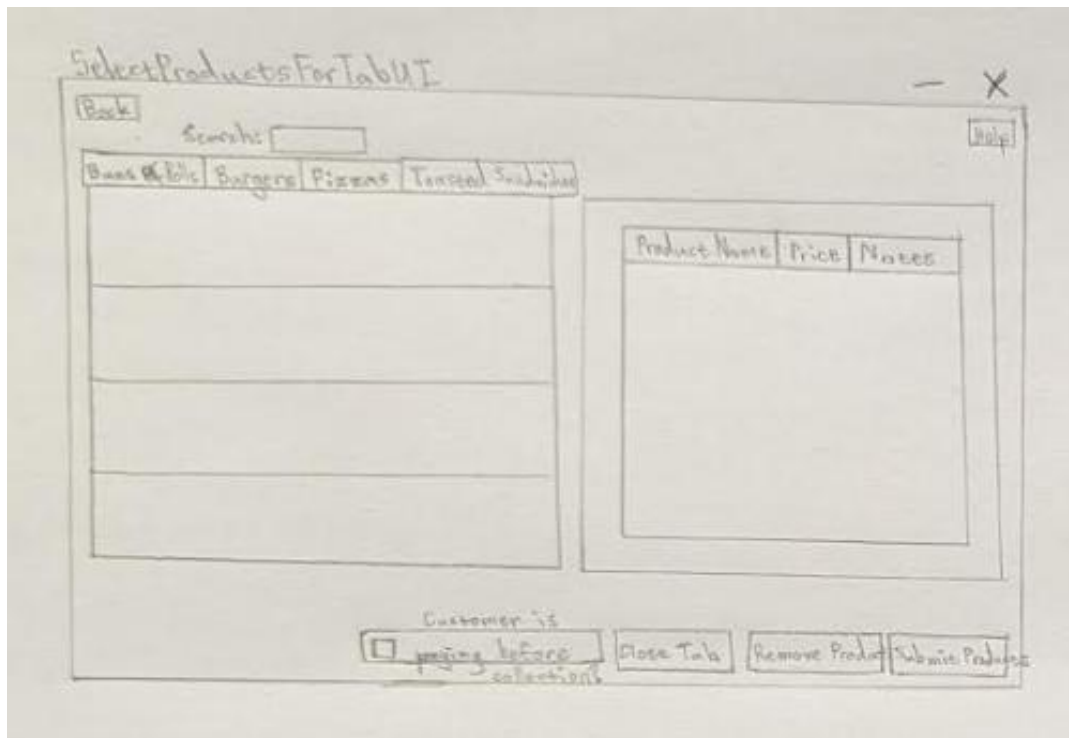 SelectProductsForTabUI
Back
Help
Search:
Buns & Rolls Burgers Pizzas Toasted Sandwiches
Product Name Price Notes
Customer is
paying before
collections
Close Tab Remove Product Submit Products